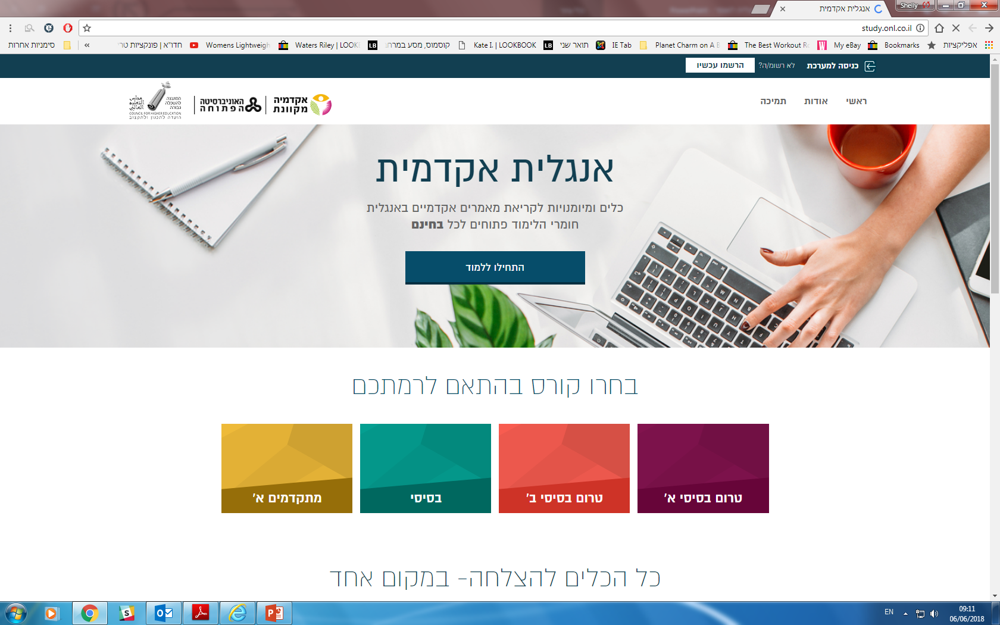 אנגלית אקדמית
Shelly
study.onl.co.il
אפליקציות
Bookmarks
My eBay
The Best Workout Ro
Planet Charm on A B
IE Tab
תואר שני
Kate I. | LOOKBOOK
קוסמוס, מסע במרחב
Waters Riley | LOOKB
Womens Lightweigh
חדו"א | פונקציות טרי
»
סימניות אחרות
כניסה למערכת
לא רשומ/ה?
הרשמו עכשיו
ראשי
אודות
תמיכה
אקדמיה
מקוונת
האוניברסיטה
הפתוחה
המועצה
להשכלה
גבוהה
مجلس
التعليم
العالي
COUNCIL FOR HIGHER EDUCATION
הועדה לתכנון ולתקצוב
אנגלית אקדמית
כלים ומיומנויות לקריאת מאמרים אקדמיים באנגלית
חומרי הלימוד פתוחים לכל בחינם
התחילו ללמוד
בחרו קורס בהתאם לרמתכם
טרום בסיסי א'
טרום בסיסי ב'
בסיסי
מתקדמים א'
כל הכלים להצלחה- במקום אחד
EN
09:11
06/06/2018